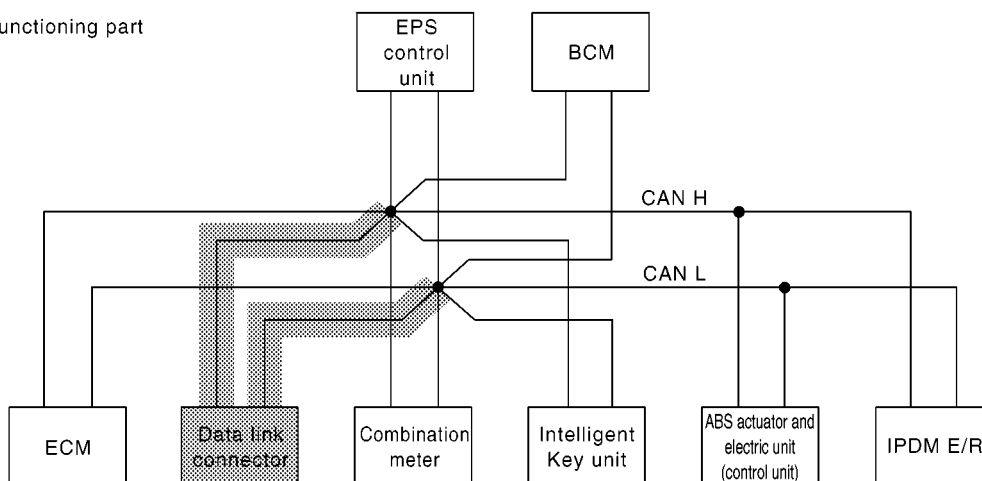 unctioning part
EPS
control
unit
BCM
CAN H
CAN L
ECM
Data link
connector
Combination
meter
Intelligent
Key unit
ABS actuator and
electric unit
(control unit)
IPDM E/R